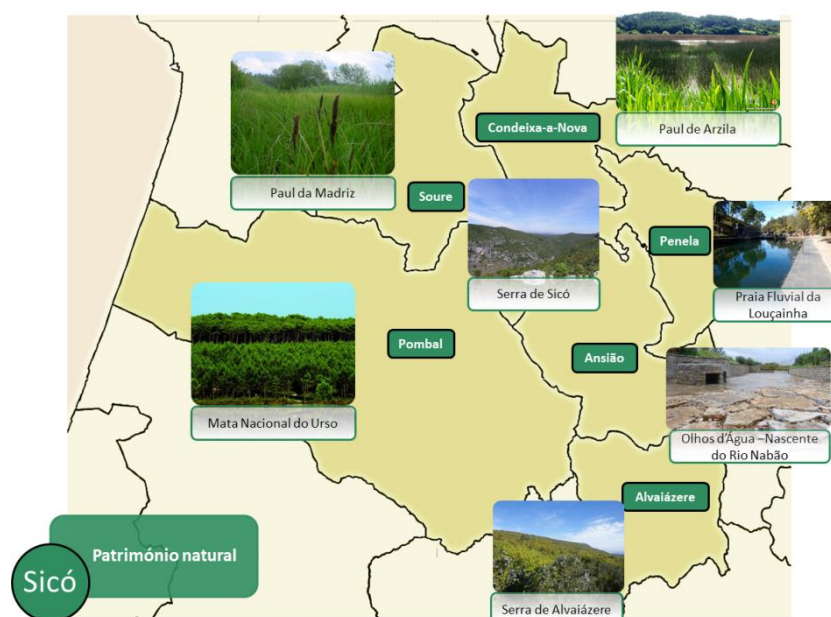 Condeixa-a-Nova
Paul de Arzila
Paul da Madriz
Soure
Serra de Sicó
Penela
Praia Fluvial da
Louçainha
Pombal
Ansião
Mata Nacional do Urso
Olhos d'Água –Nascente
do Rio Nabão
Alvaiázere
Património natural
Sicó
Serra de Alvaiázere